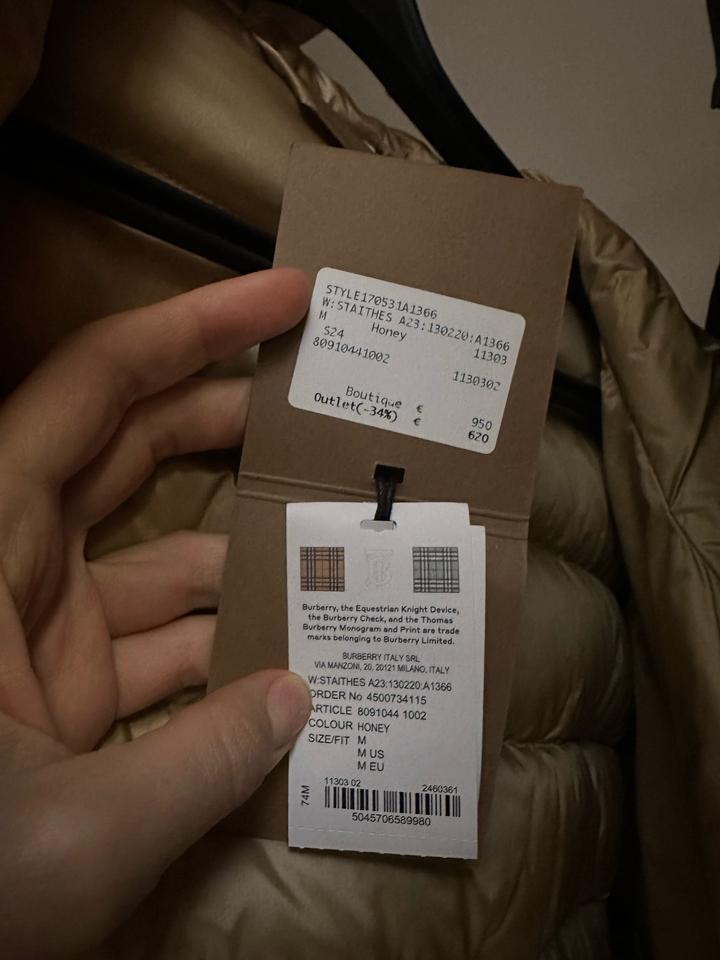 STYLE170531A1366
W:STAITHES A23:130220:A1366
M Honey 11303
S24
80910441002 1130302
Boutique € 950
Outlet(-34%) € 620
Burberry, the Equestrian Knight Device,
the Burberry Check, and the Thomas
Burberry Monogram and Print are trade
marks belonging to Burberry Limited.
BURBERRY ITALY SRL
VIA MANZONI, 20, 20121 MILANO, ITALY
W:STAITHES A23:130220:A1366
ORDER No 4500734115
ARTICLE 8091044 1002
COLOUR HONEY
SIZE/FIT M
M US
M EU
11303 02 2460361
74M
5045706589980